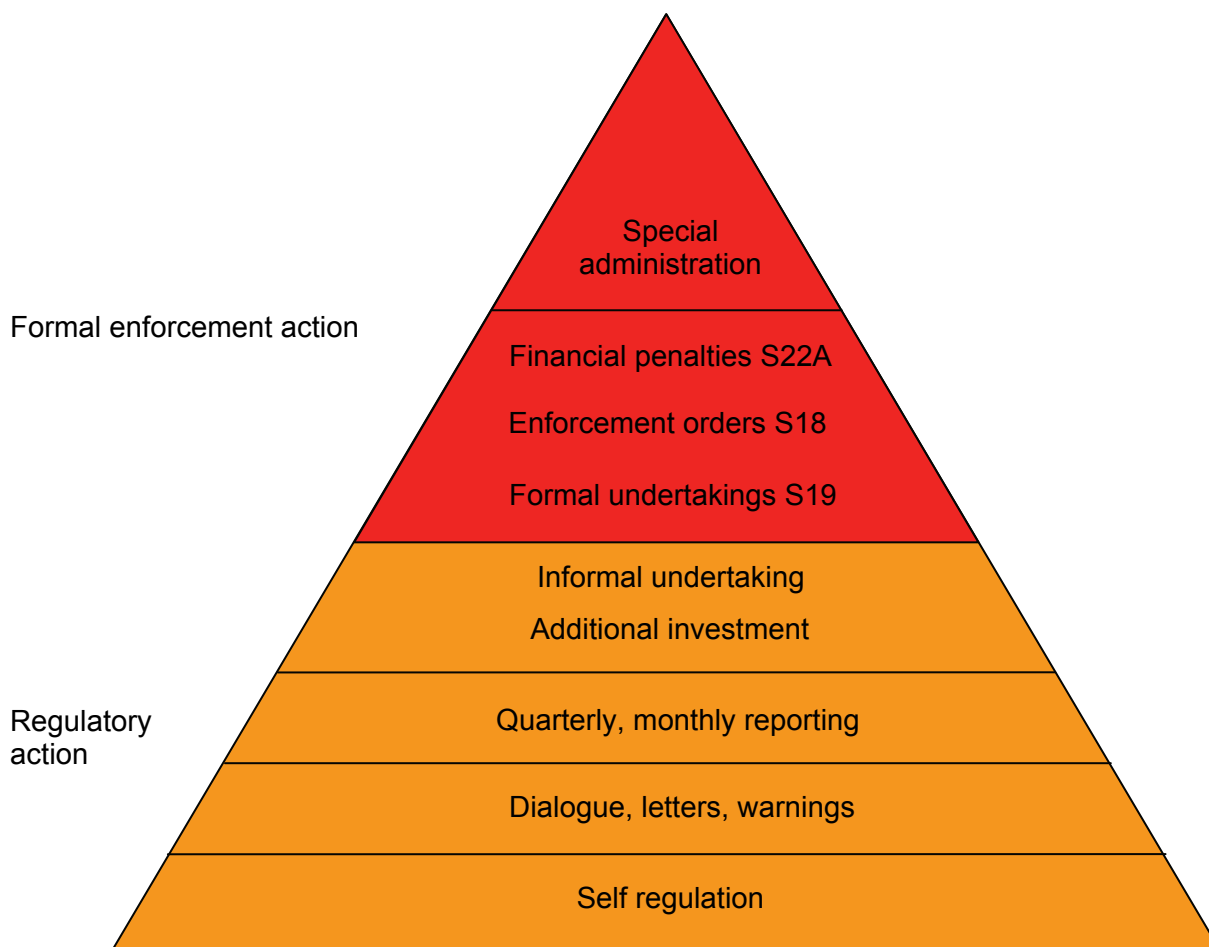 Special
administration
Formal enforcement action
Financial penalties S22A
Enforcement orders S18
Formal undertakings S19
Informal undertaking
Additional investment
Regulatory
action
Quarterly, monthly reporting
Dialogue, letters, warnings
Self regulation